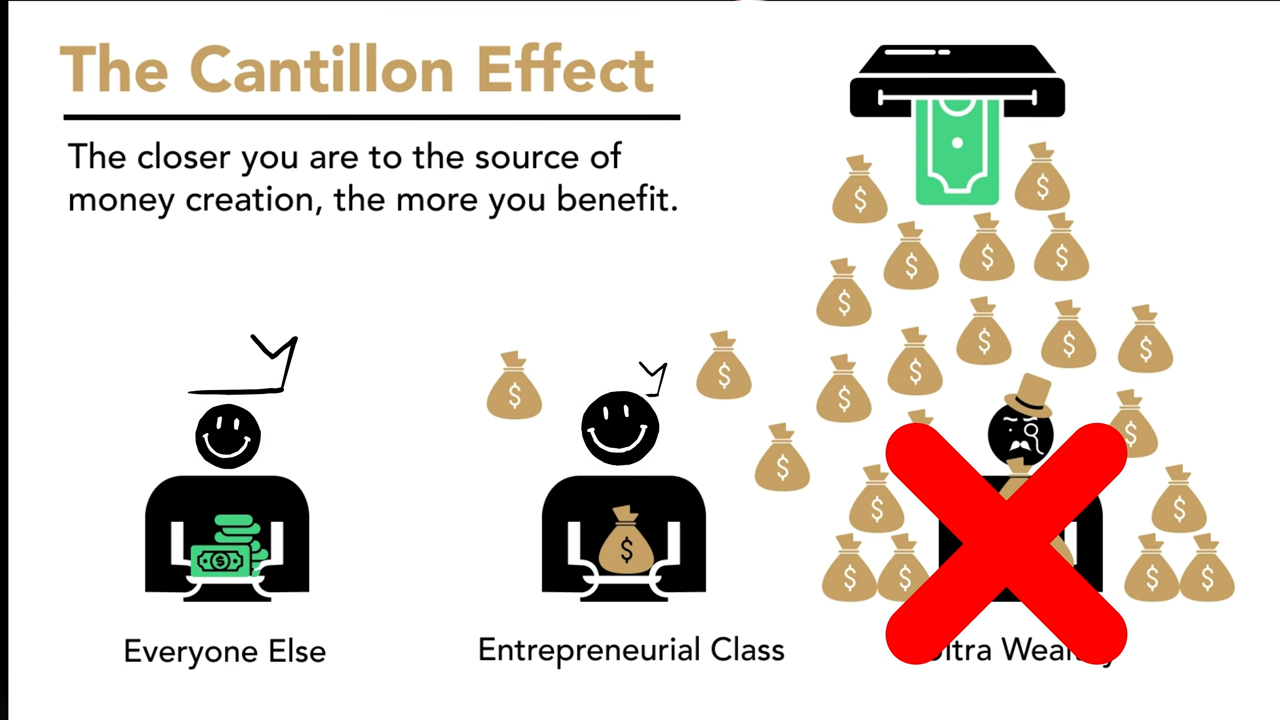 The Cantillon Effect
The closer you are to the source of
money creation, the more you benefit.
Everyone Else
Entrepreneurial Class